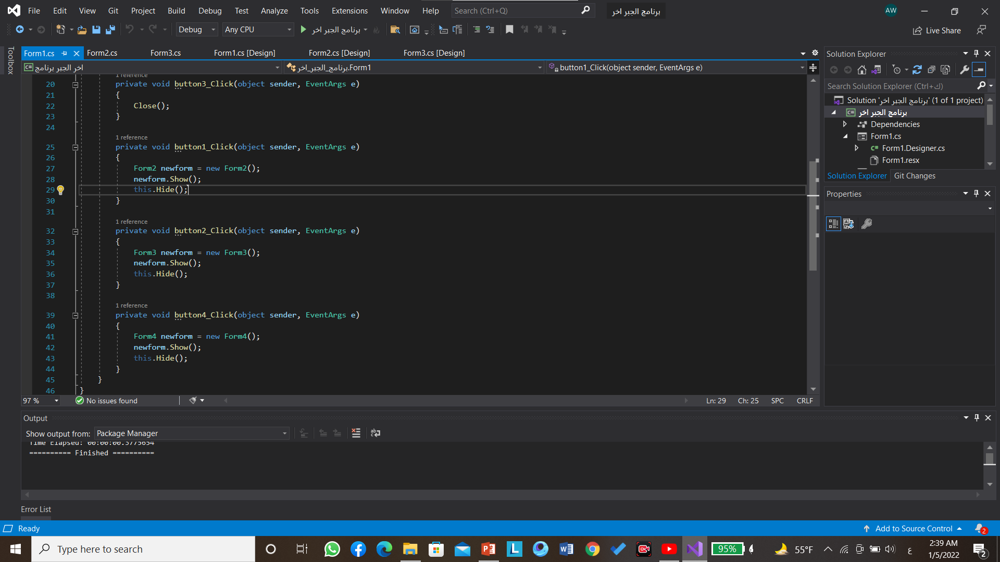 File Edit View Git Project Build Debug Test Analyze Tools Extensions Window Help Search (Ctrl+Q) برنامج الجبر اخر AW
Debug Any CPU برنامج الجبر اخر Live Share
Toolbox
Form1.cs Form2.cs Form3.cs Form1.cs [Design] Form2.cs [Design] Form3.cs [Design]
C# اخر الجبر برنامج برنامج_الجبر_اخر.Form1 button1_Click(object sender, EventArgs e)
1 reference
20 private void button3_Click(object sender, EventArgs e)
21 {
22 Close();
23 }
24
1 reference
25 private void button1_Click(object sender, EventArgs e)
26 {
27 Form2 newform = new Form2();
28 newform.Show();
29 this.Hide();
30 }
31
1 reference
32 private void button2_Click(object sender, EventArgs e)
33 {
34 Form3 newform = new Form3();
35 newform.Show();
36 this.Hide();
37 }
38
1 reference
39 private void button4_Click(object sender, EventArgs e)
40 {
41 Form4 newform = new Form4();
42 newform.Show();
43 this.Hide();
44 }
45 }
46 }
97 % No issues found Ln: 29 Ch: 25 SPC CRLF
Solution Explorer
Search Solution Explorer (Ctrl+ك)
Solution 'برنامج الجبر اخر' (1 of 1 project)
C# برنامج الجبر اخر
Dependencies
Form1.cs
C# Form1.Designer.cs
Form1.resx
Solution Explorer Git Changes
Properties
Output
Show output from: Package Manager
Time Elapsed: 00:00:00.3775654
========== Finished ==========
Error List
Ready Add to Source Control 2
Type here to search 95% 55°F ع 2:39 AM
1/5/2022 2